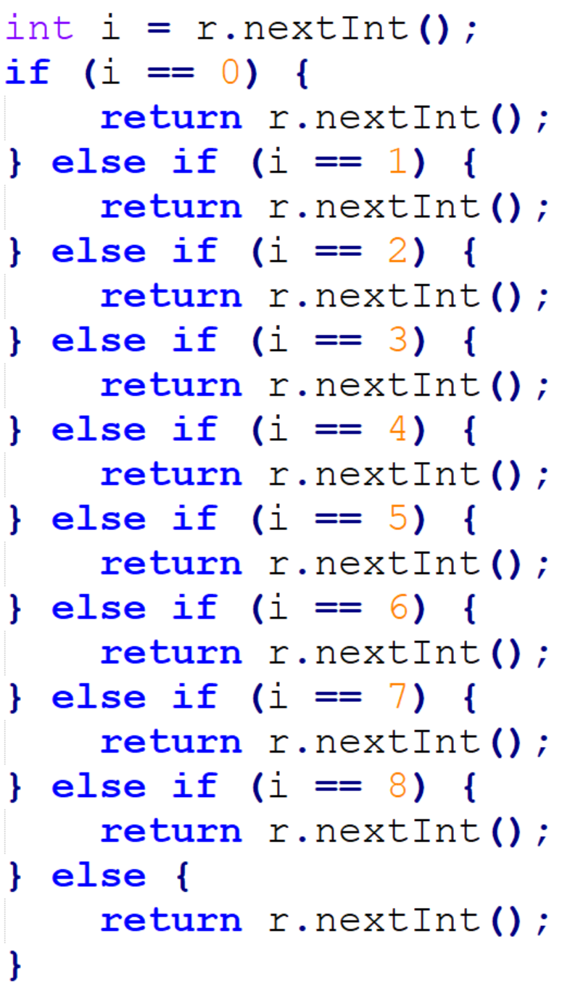 int i = r.nextInt();
if (i == 0) {
    return r.nextInt();
} else if (i == 1) {
    return r.nextInt();
} else if (i == 2) {
    return r.nextInt();
} else if (i == 3) {
    return r.nextInt();
} else if (i == 4) {
    return r.nextInt();
} else if (i == 5) {
    return r.nextInt();
} else if (i == 6) {
    return r.nextInt();
} else if (i == 7) {
    return r.nextInt();
} else if (i == 8) {
    return r.nextInt();
} else {
    return r.nextInt();
}